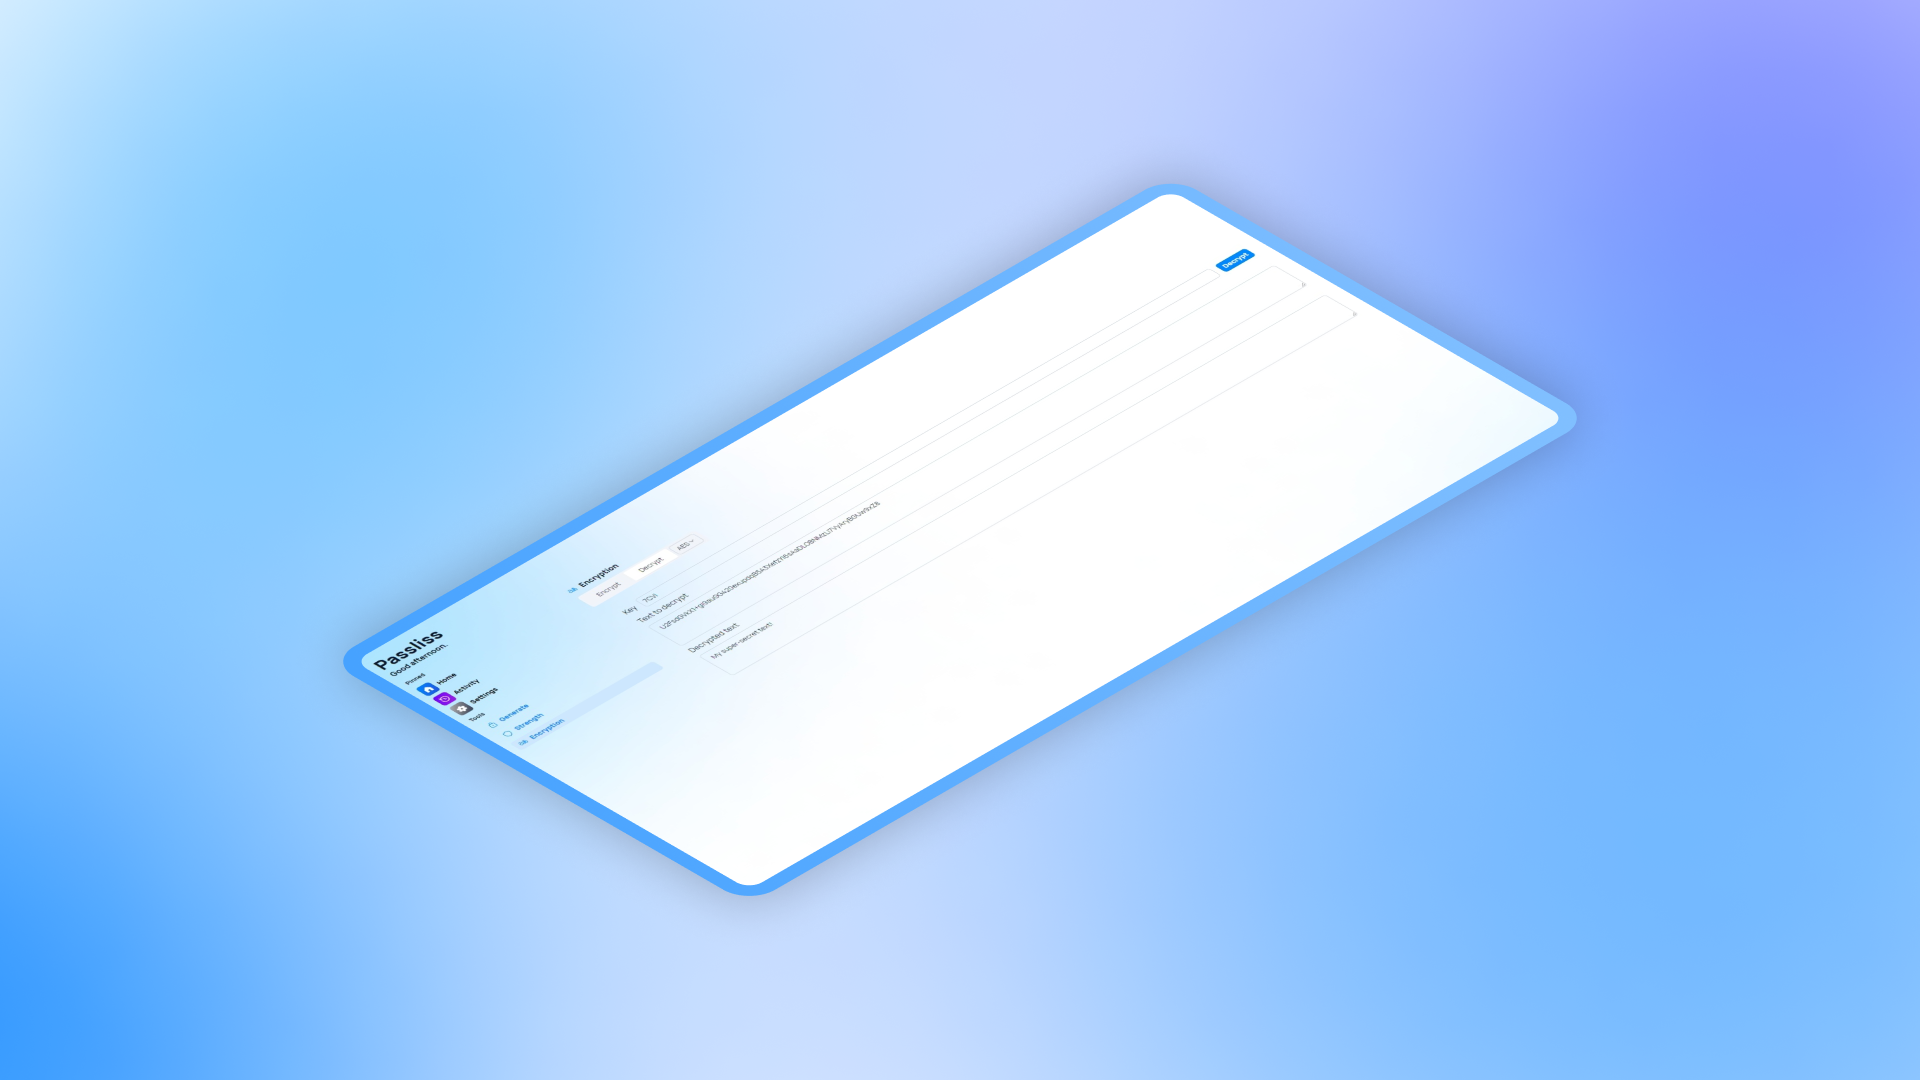 Passliss
Good afternoon.
Pinned
Home
Activity
Settings
Tools
Generate
Strength
Encryption
Encryption
Encrypt
Decrypt
AES
Key
Decrypt
Text to decrypt
Decrypted text
My super-secret text!